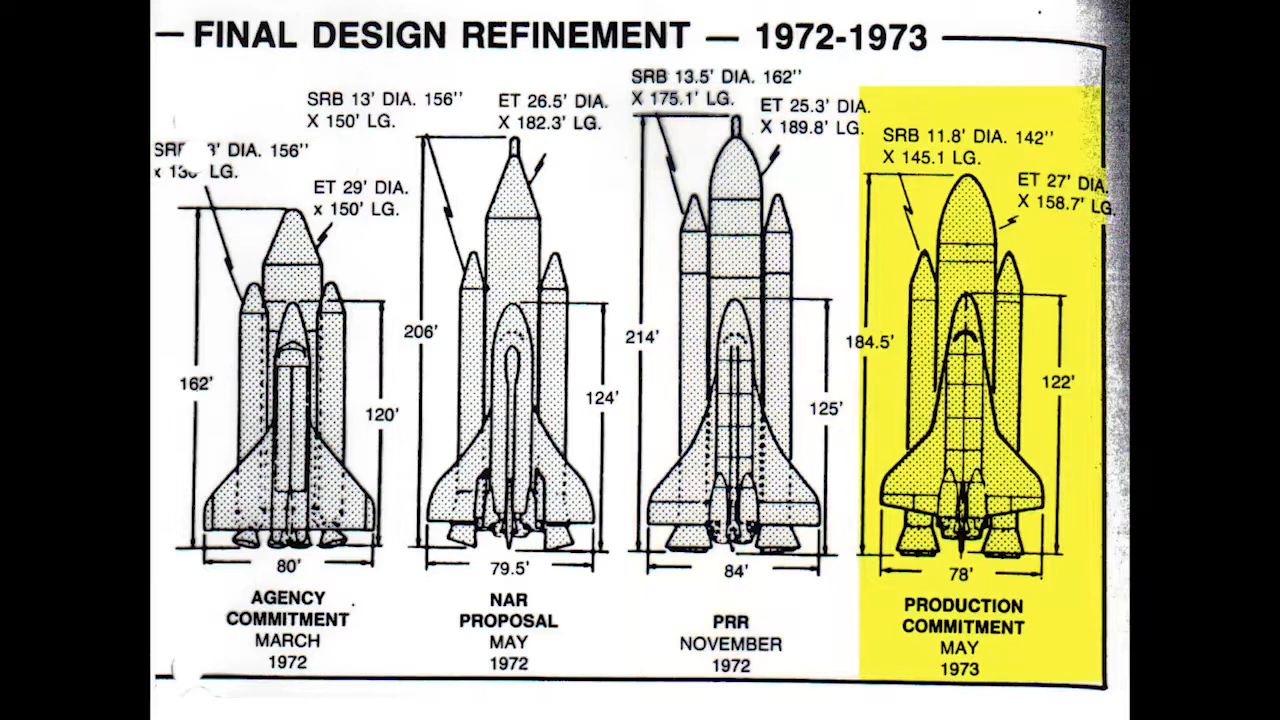 — FINAL DESIGN REFINEMENT — 1972-1973
SRB 13' DIA. 156''
X 150' LG.
ET 26.5' DIA.
X 182.3' LG.
SRB 13.5' DIA. 162''
X 175.1' LG.
ET 25.3' DIA.
X 189.8' LG.
SRB 11.8' DIA. 142''
X 145.1 LG.
ET 27' DIA.
X 158.7' LG.
DIA. 156''
LG.
ET 29' DIA.
x 150' LG.
162'
120'
206'
124'
214'
125'
184.5'
122'
80'
79.5'
84'
78'
AGENCY
COMMITMENT
MARCH
1972
NAR
PROPOSAL
MAY
1972
PRR
NOVEMBER
1972
PRODUCTION
COMMITMENT
MAY
1973